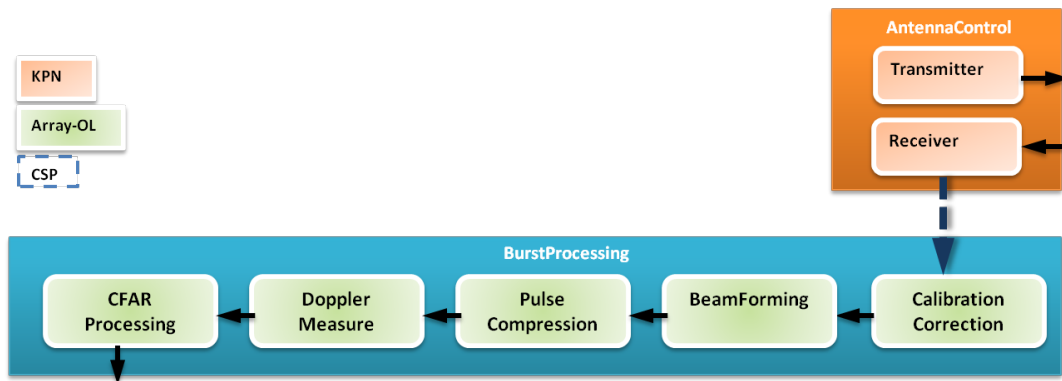 AntennaControl
Transmitter
Receiver
KPN
Array-OL
CSP
BurstProcessing
CFAR
Processing
Doppler
Measure
Pulse
Compression
BeamForming
Calibration
Correction